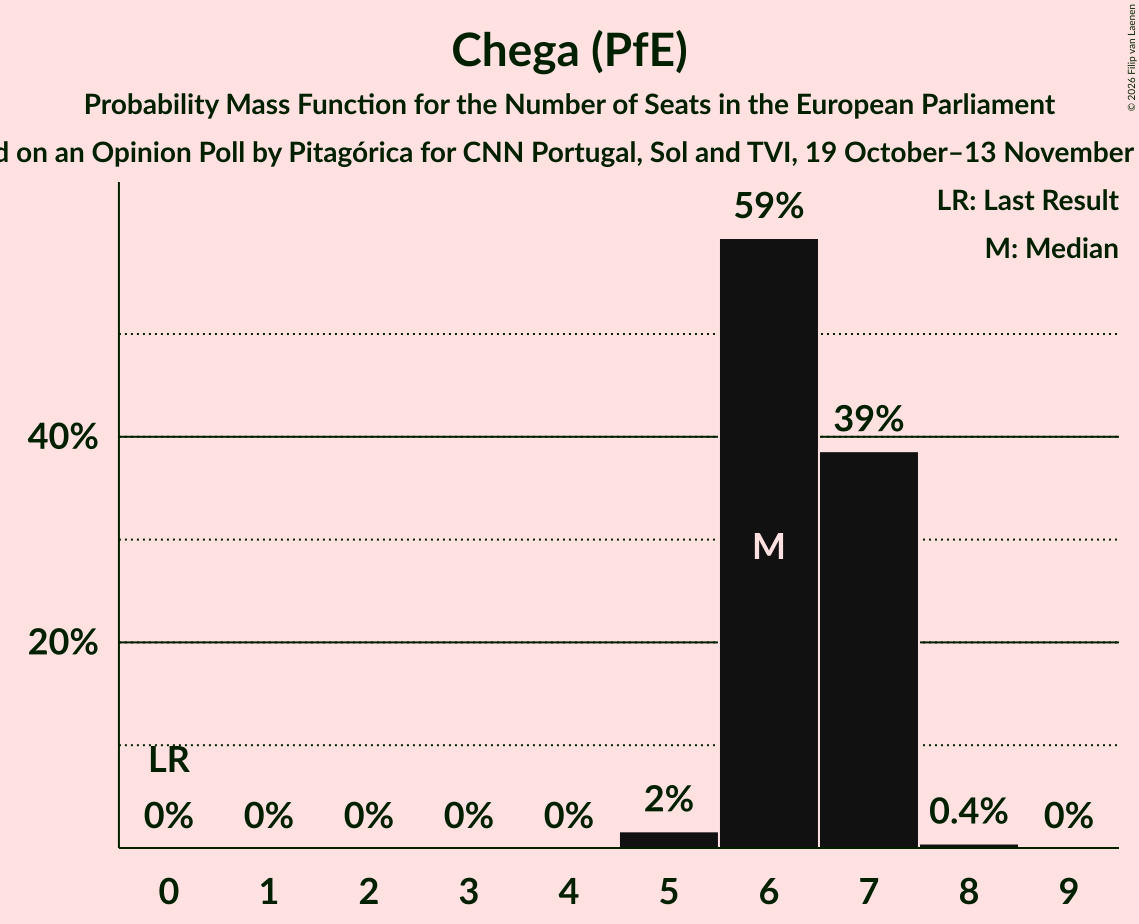 Chega (PfE)
Probability Mass Function for the Number of Seats in the European Parliament
d on an Opinion Poll by Pitagórica for CNN Portugal, Sol and TVI, 19 October–13 November
© 2026 Filip van Laenen
LR: Last Result
M: Median
59%
39%
40%
M
20%
LR
0% 0% 0% 0% 0% 2% 0.4% 0%
0 1 2 3 4 5 6 7 8 9